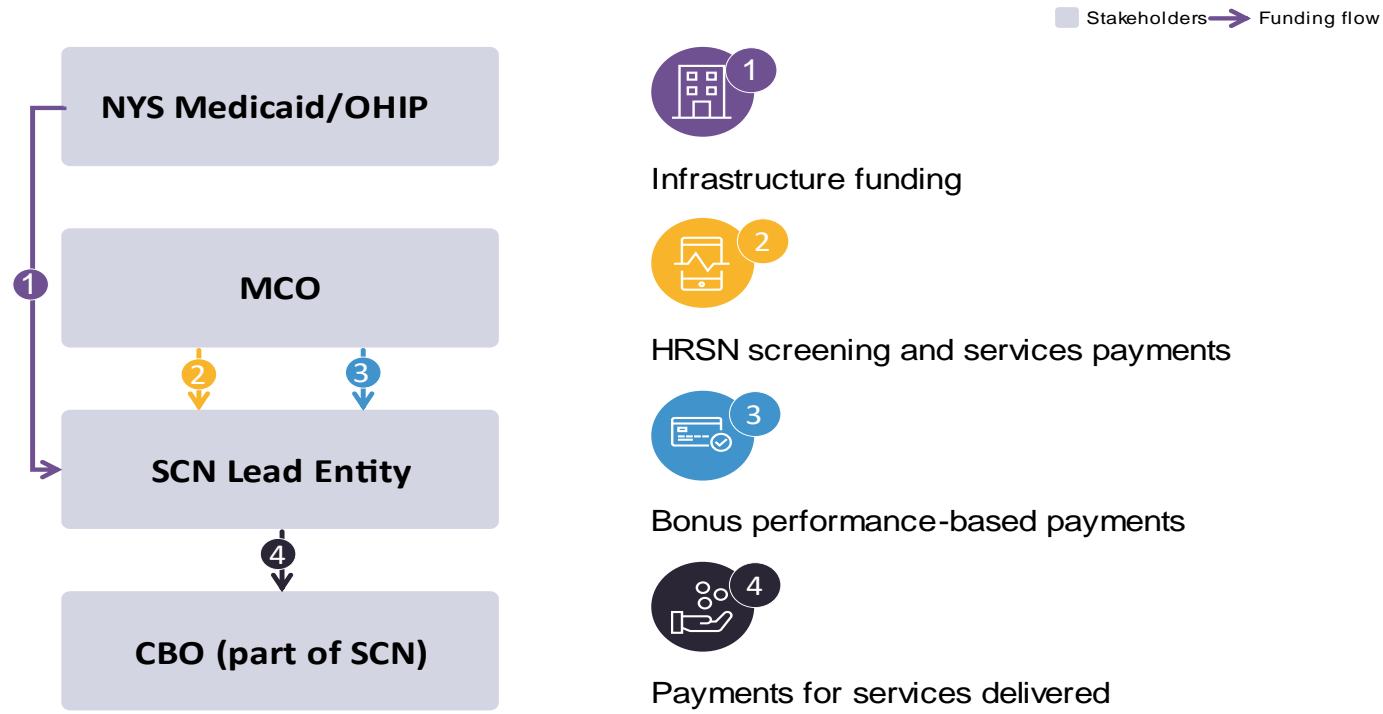 Stakeholders
Funding flow
NYS Medicaid/OHIP
1
MCO
2
3
SCN Lead Entity
4
CBO (part of SCN)
1
Infrastructure funding
2
HRSN screening and services payments
3
Bonus performance-based payments
4
Payments for services delivered